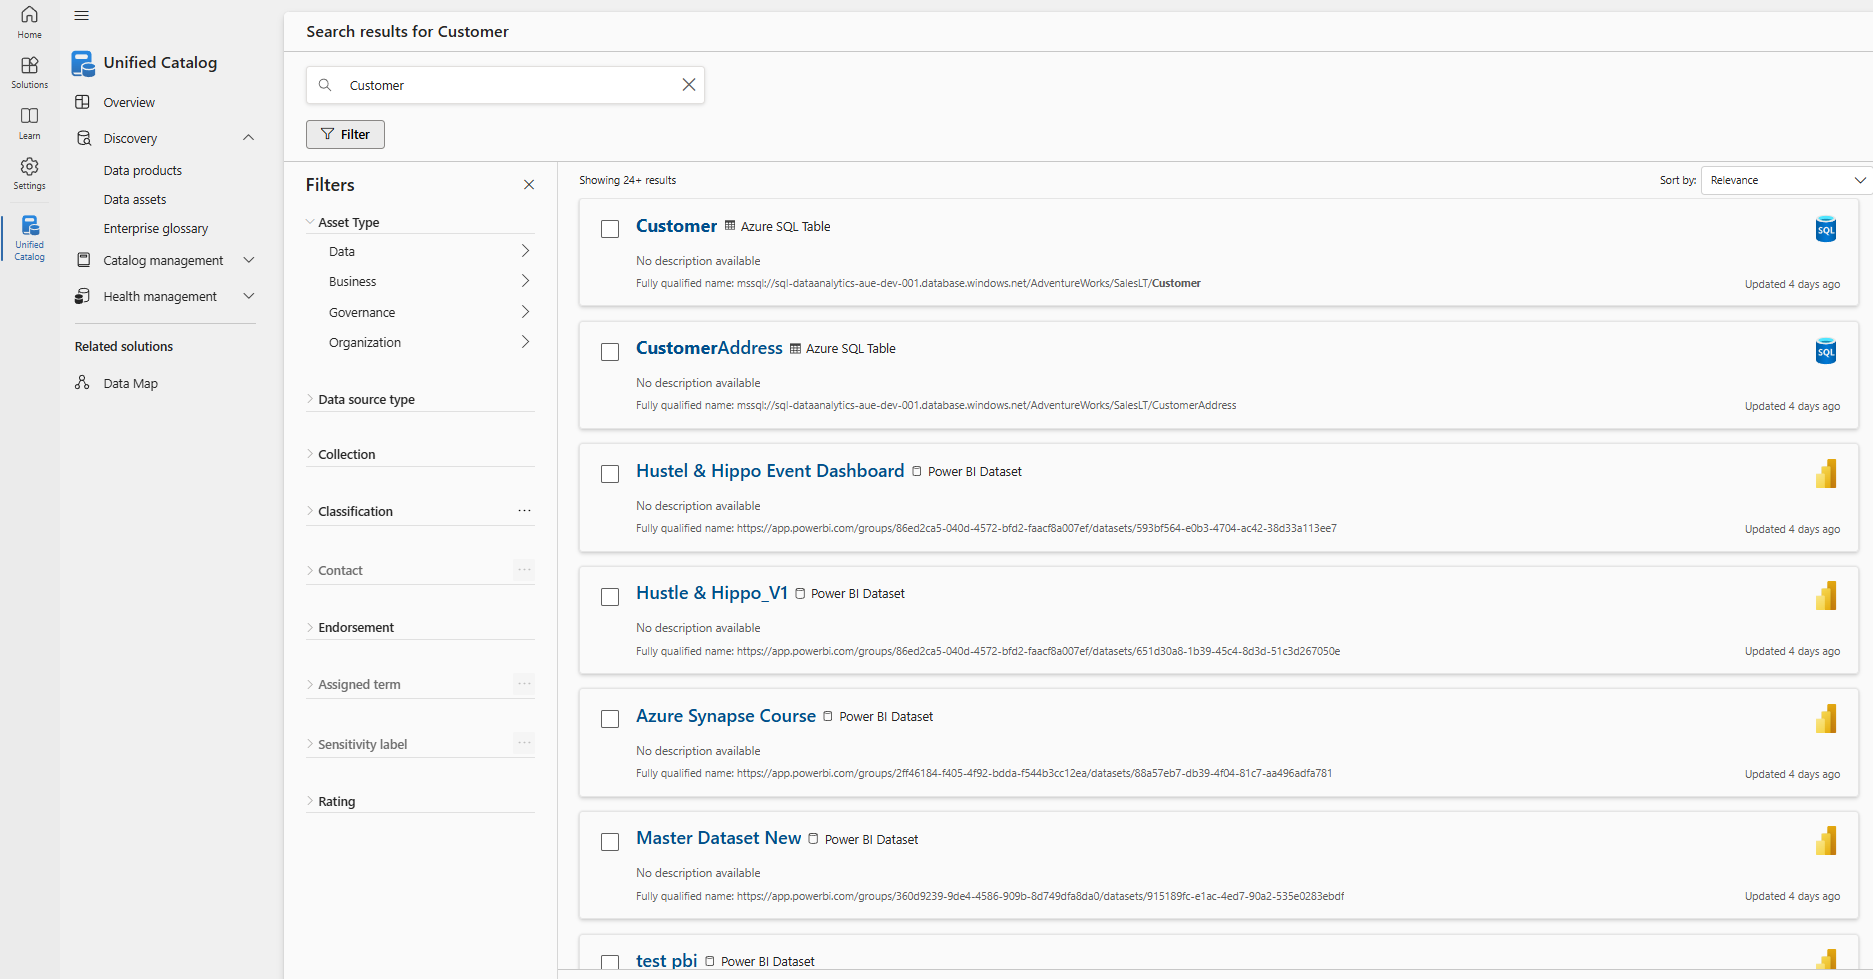 Home
Solutions
Learn
Settings
Unified
Catalog
Unified Catalog
Overview
Discovery
Data products
Data assets
Enterprise glossary
Catalog management
Health management
Related solutions
Data Map
Search results for Customer
Customer
Filter
Filters
Asset Type
Data
Business
Governance
Organization
Data source type
Collection
Classification
Contact
Endorsement
Assigned term
Sensitivity label
Rating
Showing 24+ results
Sort by: Relevance
Customer Azure SQL Table
SQL
No description available
Fully qualified name: mssql://sql-dataanalytics-aue-dev-001.database.windows.net/AdventureWorks/SalesLT/Customer
Updated 4 days ago
CustomerAddress Azure SQL Table
SQL
No description available
Fully qualified name: mssql://sql-dataanalytics-aue-dev-001.database.windows.net/AdventureWorks/SalesLT/CustomerAddress
Updated 4 days ago
Hustel & Hippo Event Dashboard Power BI Dataset
No description available
Fully qualified name: https://app.powerbi.com/groups/86ed2ca5-040d-4572-bfd2-faacf8a007ef/datasets/593bf564-e0b3-4704-ac42-38d33a113ee7
Updated 4 days ago
Hustle & Hippo_V1 Power BI Dataset
No description available
Fully qualified name: https://app.powerbi.com/groups/86ed2ca5-040d-4572-bfd2-faacf8a007ef/datasets/651d30a8-1b39-45c4-8d3d-51c3d267050e
Updated 4 days ago
Azure Synapse Course Power BI Dataset
No description available
Fully qualified name: https://app.powerbi.com/groups/2ff46184-f405-4f92-bdda-f544b3cc12ea/datasets/88a57eb7-db39-4f04-81c7-aa496adfa781
Updated 4 days ago
Master Dataset New Power BI Dataset
No description available
Fully qualified name: https://app.powerbi.com/groups/360d9239-9de4-4586-909b-8d749dfa8da0/datasets/915189fc-e1ac-4ed7-90a2-535e0283ebdf
Updated 4 days ago
test pbi Power BI Dataset